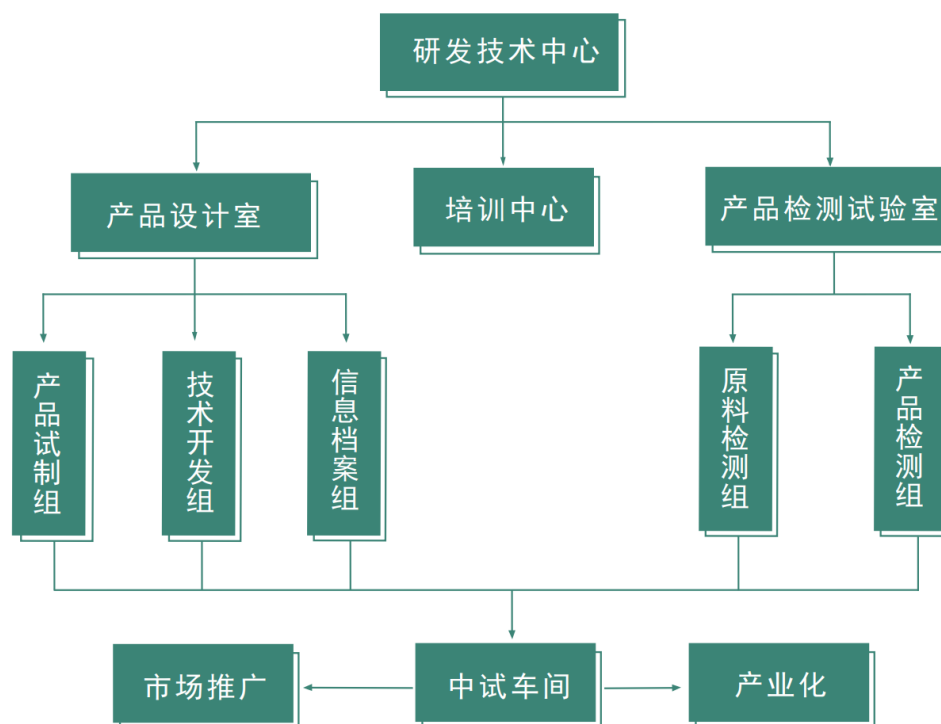 研发技术中心
产品设计室
培训中心
产品检测试验室
产品试制组
技术开发组
信息档案组
原料检测组
产品检测组
市场推广
中试车间
产业化